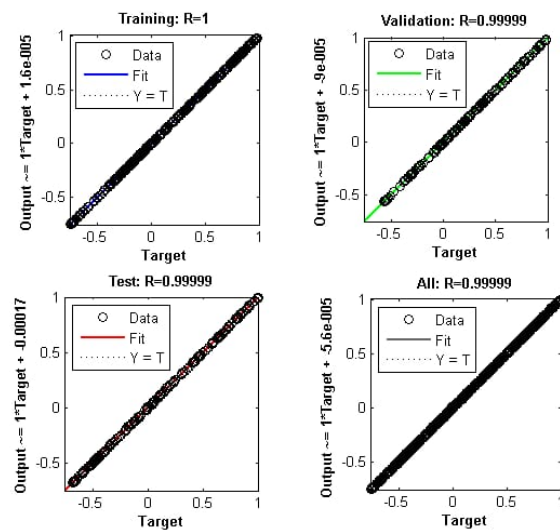 Training: R=1
Output ~= 1*Target + 1.6e-005
Data
Fit
Y = T
1
0.5
0
-0.5
-0.5 0 0.5 1
Target
Validation: R=0.99999
Output ~= 1*Target + -9e-005
Data
Fit
Y = T
1
0.5
0
-0.5
-0.5 0 0.5 1
Target
Test: R=0.99999
Output ~= 1*Target + -0.00017
Data
Fit
Y = T
1
0.5
0
-0.5
-0.5 0 0.5 1
Target
All: R=0.99999
Output ~= 1*Target + -5.6e-005
Data
Fit
Y = T
1
0.5
0
-0.5
-0.5 0 0.5 1
Target